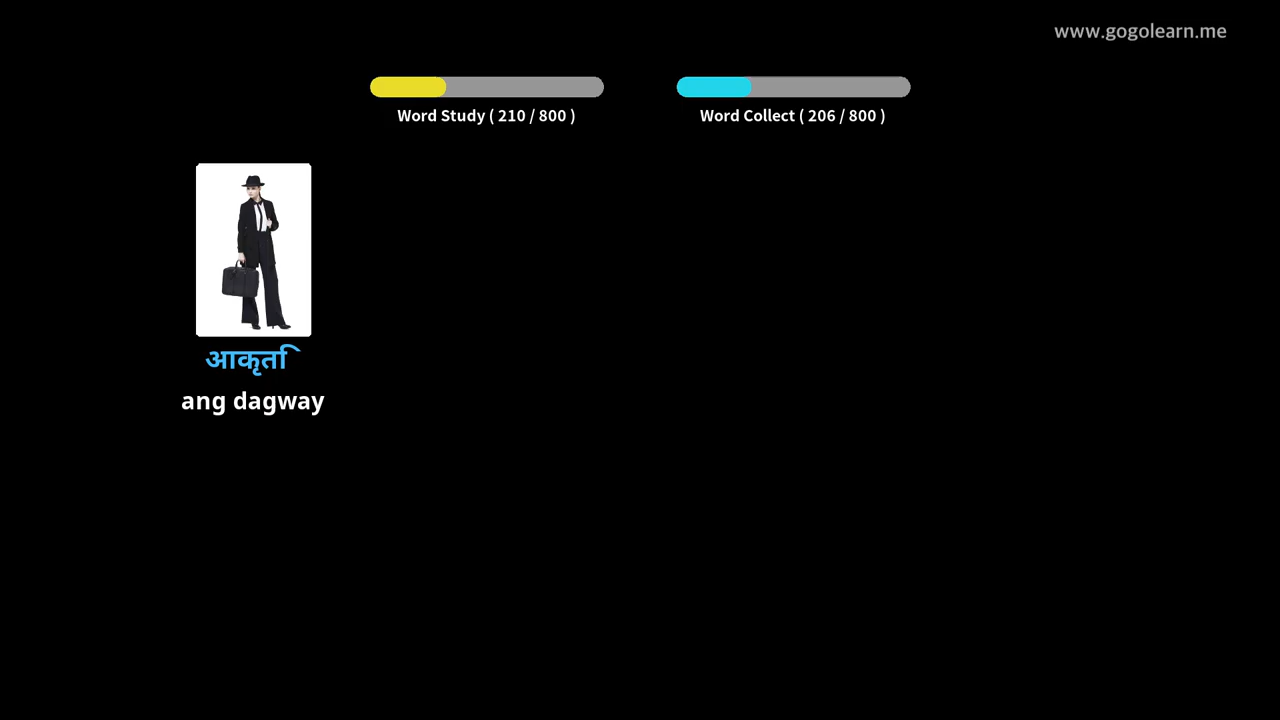 www.gogolearn.me
Word Study ( 210 / 800 )
Word Collect ( 206 / 800 )
आकृति
ang dagway